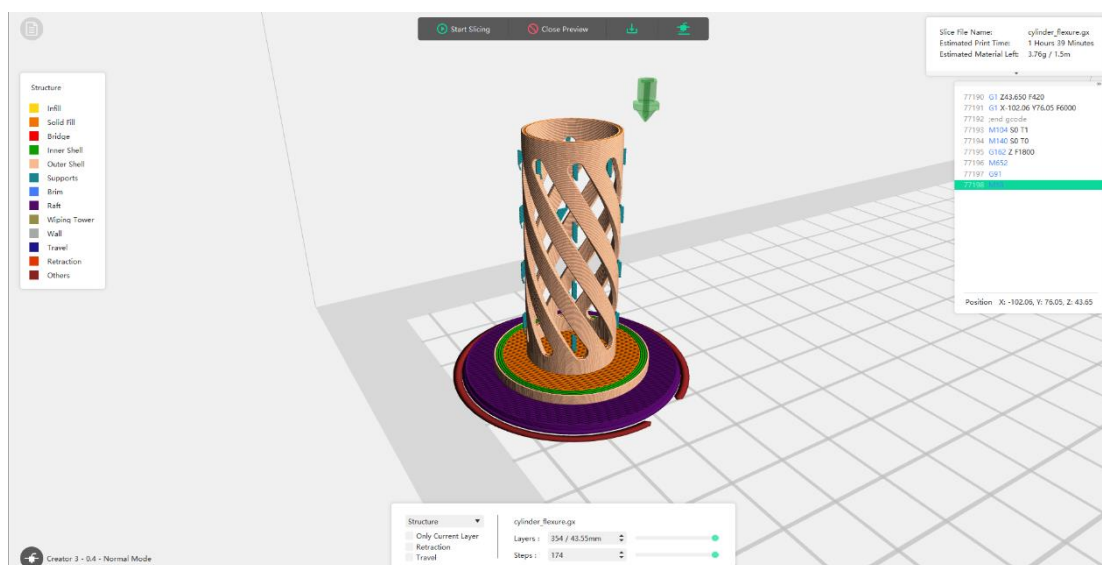 Start Slicing
Close Preview
Slice File Name: cylinder_flexure.gx
Estimated Print Time: 1 Hours 39 Minutes
Estimated Material Left: 3.76g / 1.5m
Structure
Infill
Solid Fill
Bridge
Inner Shell
Outer Shell
Supports
Brim
Raft
Wiping Tower
Wall
Travel
Retraction
Others
77190 G1 Z43.650 F420
77191 G1 X-102.06 Y76.05 F6000
77192 ;end gcode
77193 M104 S0 T1
77194 M140 S0 T0
77195 G162 Z F1800
77196 M652
77197 G91
77198
Position X: -102.06, Y: 76.05, Z: 43.65
Structure
Only Current Layer
Retraction
Travel
cylinder_flexure.gx
Layers : 354 / 43.55mm
Steps : 174
Creator 3 - 0.4 - Normal Mode